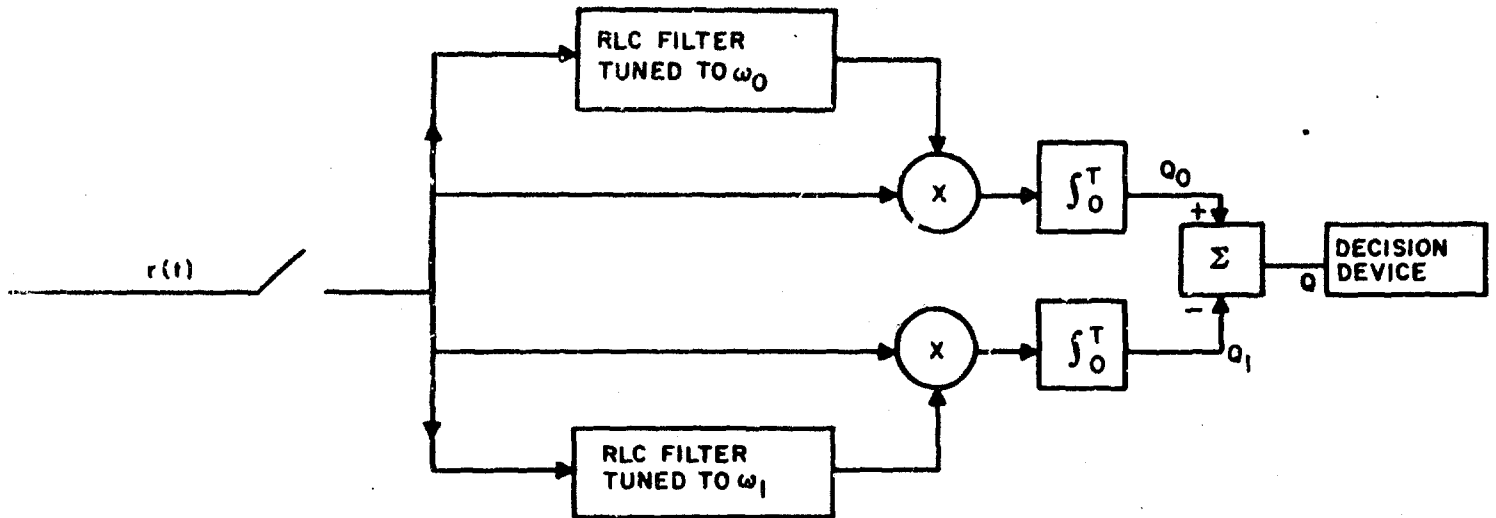 RLC FILTER
TUNED TO ω0
X
∫0T
Q0
+
r(t)
Σ
DECISION
DEVICE
Q
-
X
∫0T
Q1
RLC FILTER
TUNED TO ω1